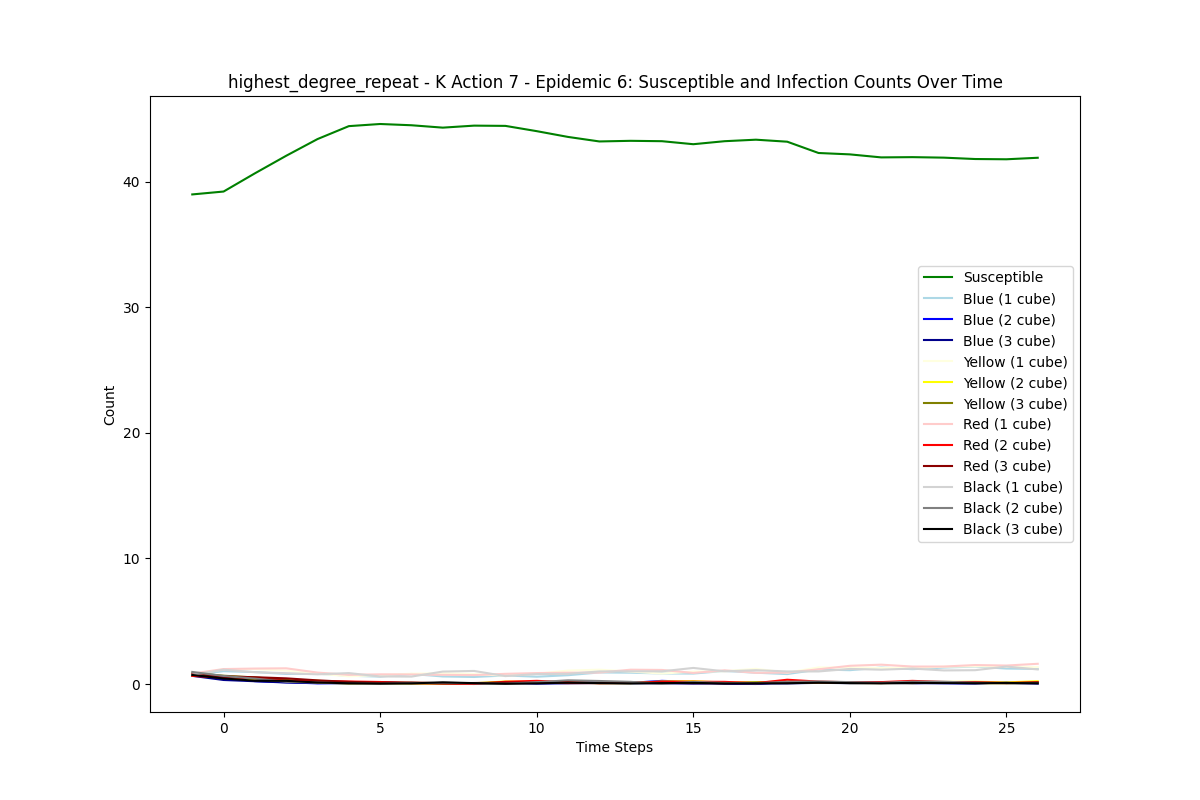 highest_degree_repeat - K Action 7 - Epidemic 6: Susceptible and Infection Counts Over Time
Count
40
30
20
10
0
Susceptible
Blue (1 cube)
Blue (2 cube)
Blue (3 cube)
Yellow (1 cube)
Yellow (2 cube)
Yellow (3 cube)
Red (1 cube)
Red (2 cube)
Red (3 cube)
Black (1 cube)
Black (2 cube)
Black (3 cube)
0 5 10 15 20 25
Time Steps